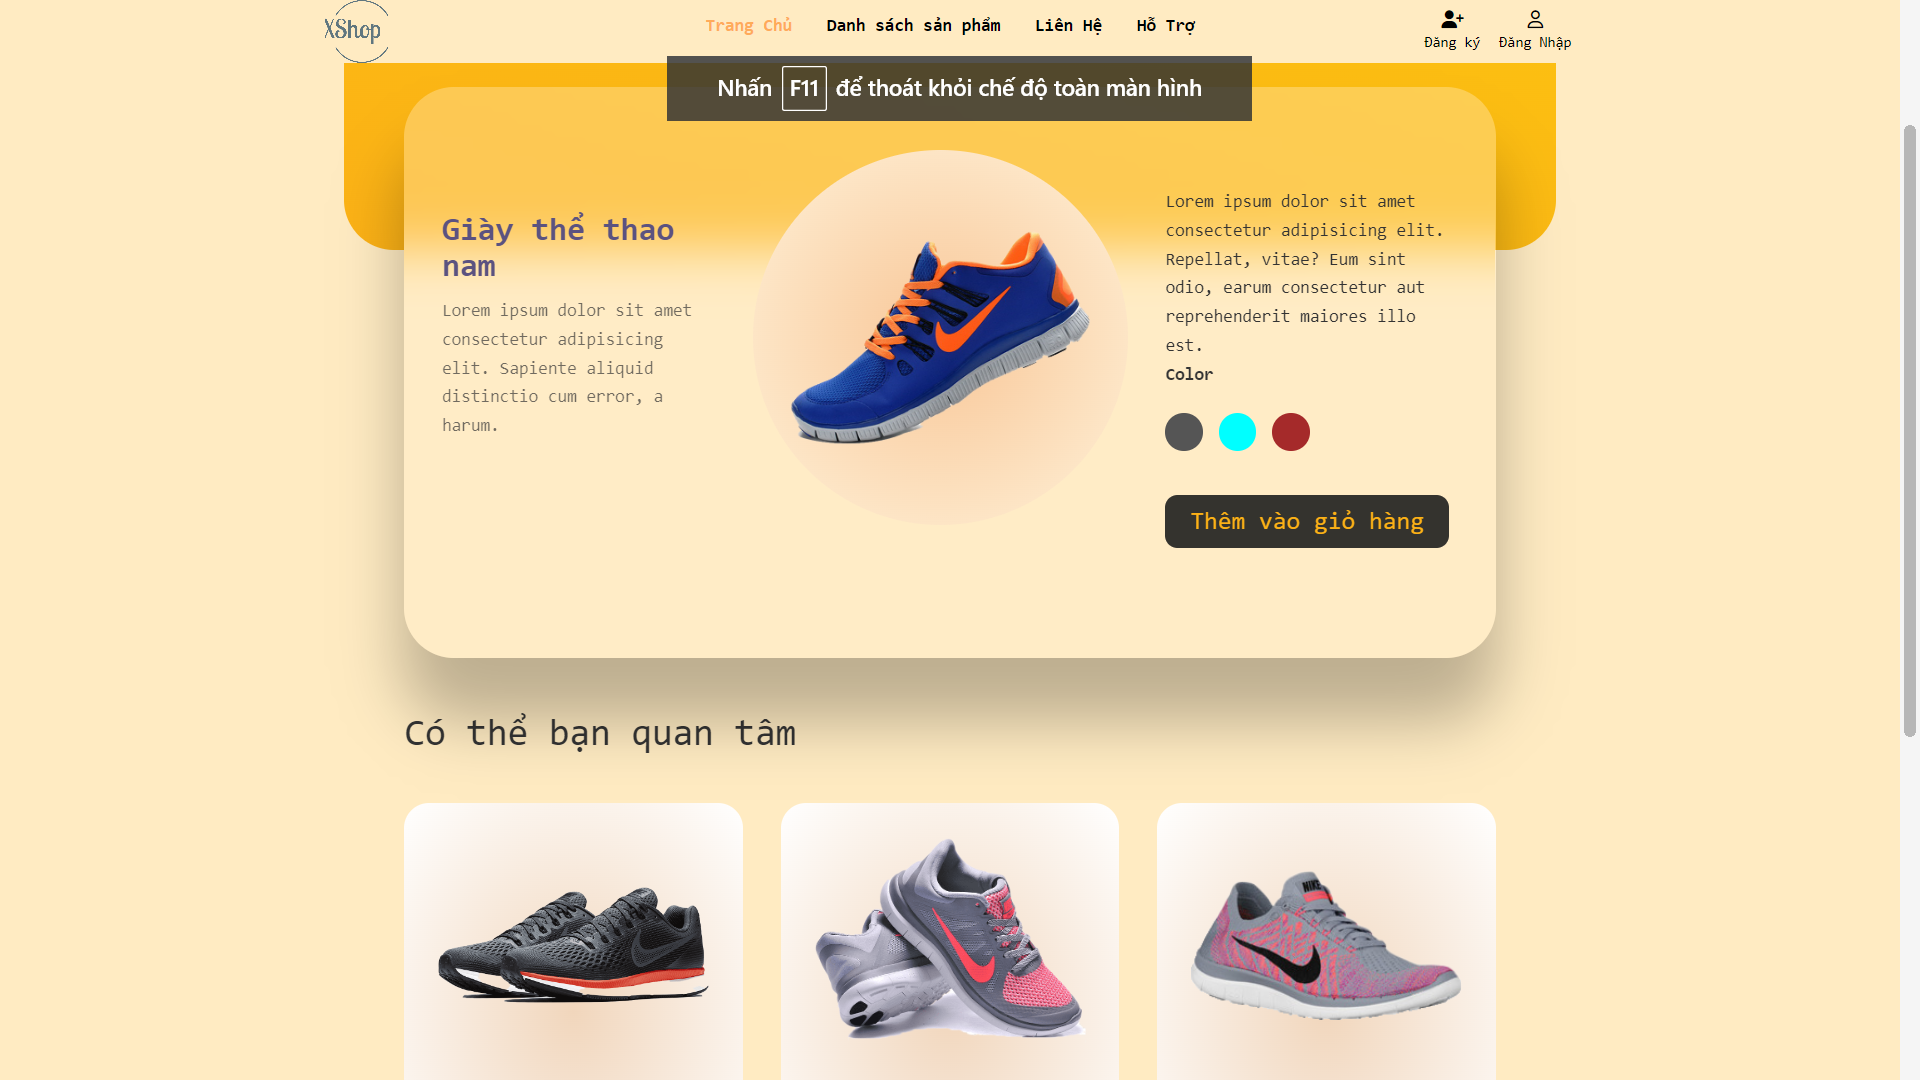 XShop
Trang Chủ Danh sách sản phẩm Liên Hệ Hỗ Trợ
Đăng ký Đăng Nhập
Nhấn F11 để thoát khỏi chế độ toàn màn hình
Giày thể thao
nam
Lorem ipsum dolor sit amet
consectetur adipisicing
elit. Sapiente aliquid
distinctio cum error, a
harum.
Lorem ipsum dolor sit amet
consectetur adipisicing elit.
Repellat, vitae? Eum sint
odio, earum consectetur aut
reprehenderit maiores illo
est.
Color
Thêm vào giỏ hàng
Có thể bạn quan tâm
NIKE